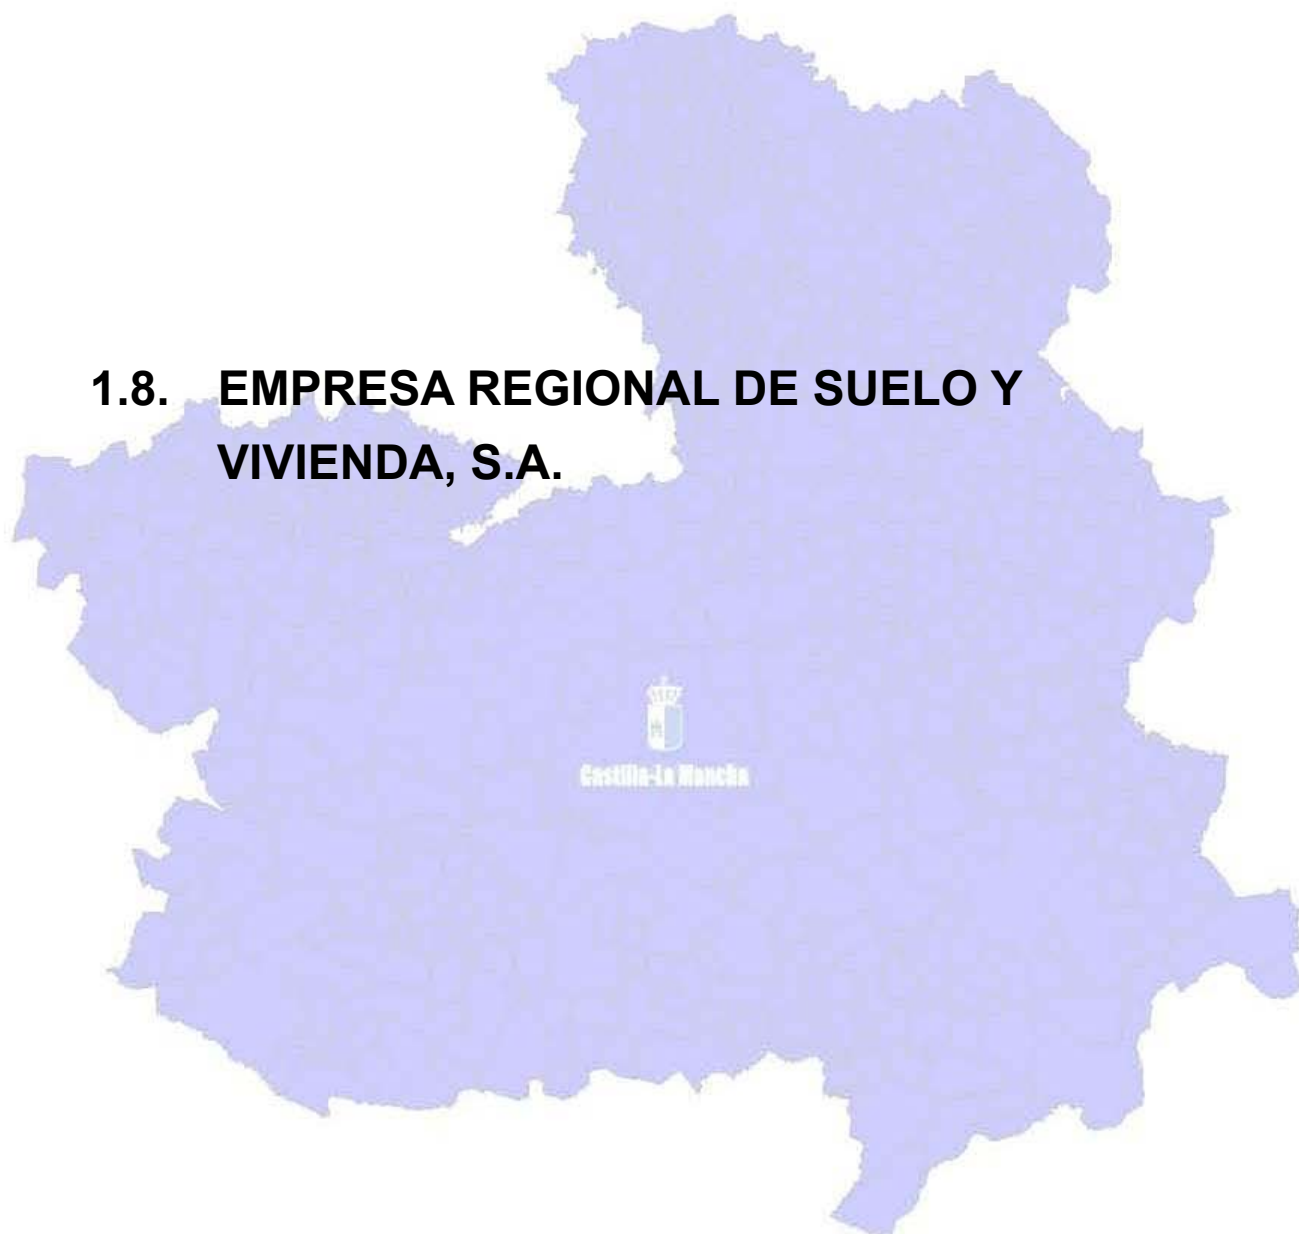 1.8. EMPRESA REGIONAL DE SUELO Y
VIVIENDA, S.A.
Castilla-La Mancha